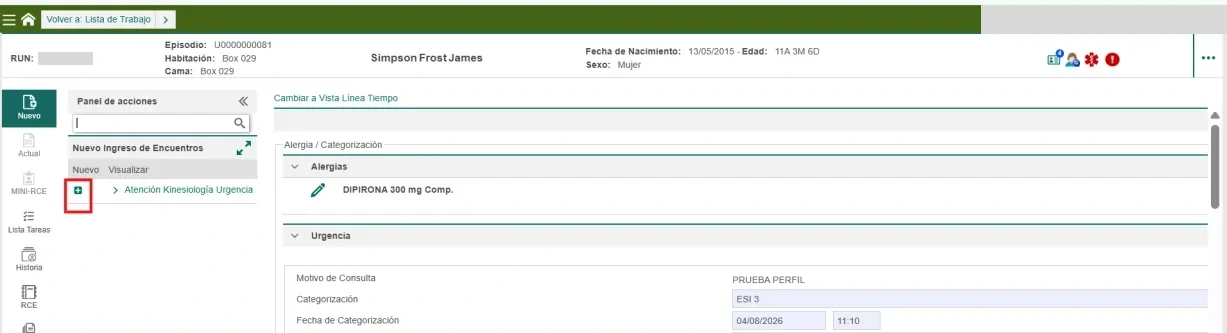 Volver a: Lista de Trabajo
RUN:
Episodio: U0000000081
Habitación: Box 029
Cama: Box 029
Simpson Frost James
Fecha de Nacimiento: 13/05/2015 - Edad: 11A 3M 6D
Sexo: Mujer
4
Nuevo
Actual
MINI-RCE
Lista Tareas
Historia
RCE
Panel de acciones
Nuevo Ingreso de Encuentros
Nuevo Visualizar
Atención Kinesiología Urgencia
Cambiar a Vista Línea Tiempo
Alergia / Categorización
Alergias
DIPIRONA 300 mg Comp.
Urgencia
Motivo de Consulta PRUEBA PERFIL
Categorización ESI 3
Fecha de Categorización 04/08/2026 11:10